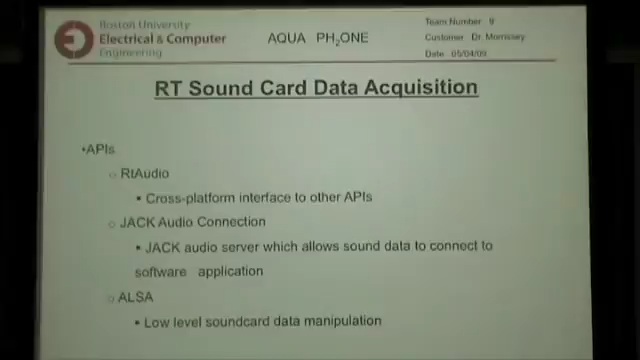 Boston University
Electrical & Computer
Engineering
AQUA PH2ONE
Team Number 9
Customer Dr. Morrissey
Date 05/04/09
RT Sound Card Data Acquisition
•APIs
○ RtAudio
▪ Cross-platform interface to other APIs
○ JACK Audio Connection
▪ JACK audio server which allows sound data to connect to
software application
○ ALSA
▪ Low level soundcard data manipulation